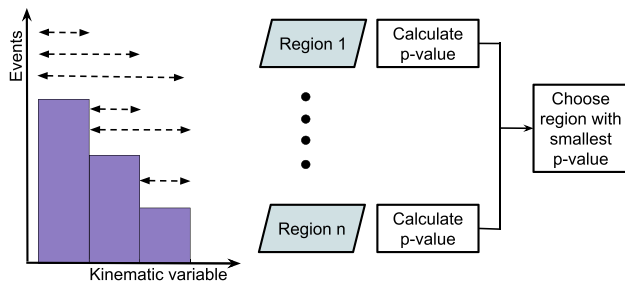 Events
Kinematic variable
Region 1
Calculate
p-value
Region n
Calculate
p-value
Choose
region with
smallest
p-value